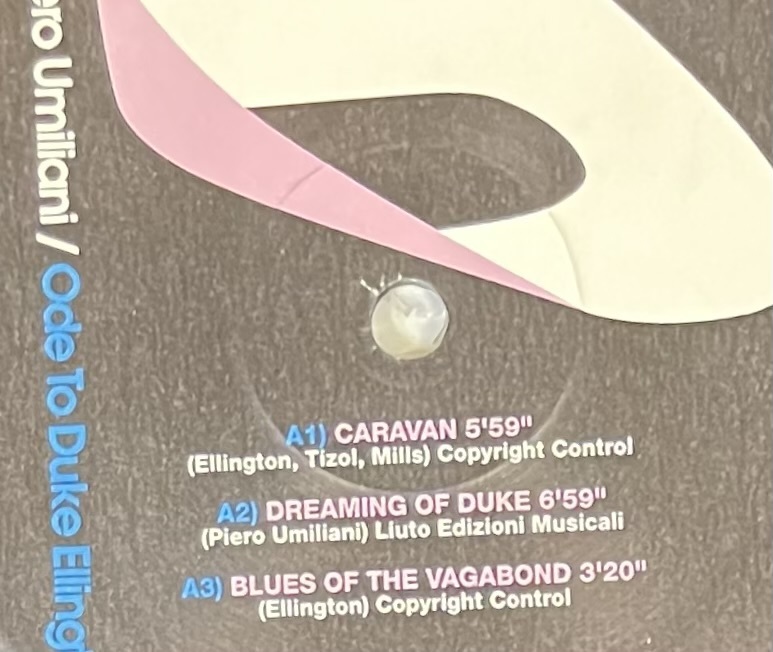 ero Umiliani / Ode To Duke Elling
A1) CARAVAN 5'59"
(Ellington, Tizol, Mills) Copyright Control
A2) DREAMING OF DUKE 6'59"
(Piero Umiliani) Liuto Edizioni Musicali
A3) BLUES OF THE VAGABOND 3'20"
(Ellington) Copyright Control